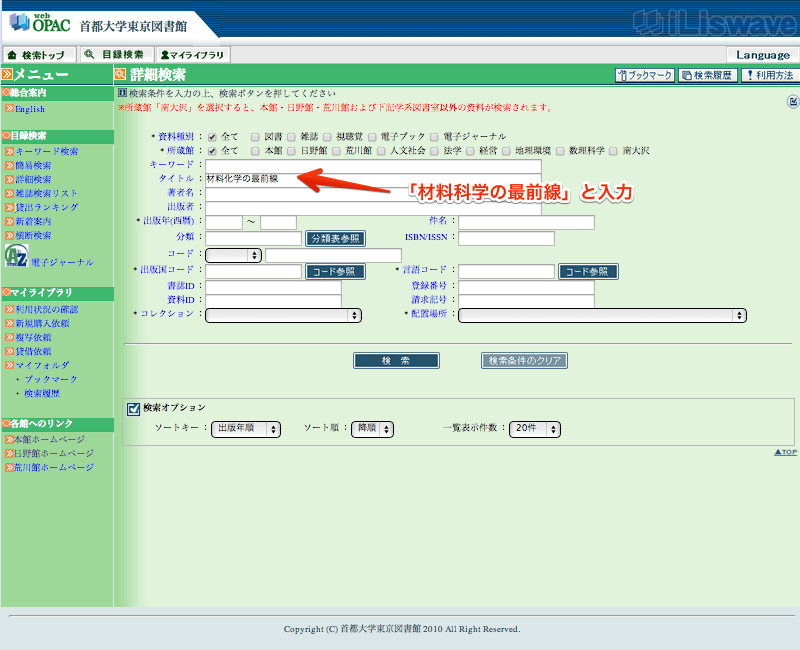 web
OPAC 首都大学東京図書館
iLiswave
検索トップ 目録検索 マイライブラリ
Language
メニュー 詳細検索
ブックマーク 検索履歴 利用方法
総合案内
English
目録検索
キーワード検索
簡易検索
詳細検索
雑誌検索リスト
貸出ランキング
新着案内
横断検索
AtoZ 電子ジャーナル
マイライブラリ
利用状況の確認
新規購入依頼
複写依頼
貸借依頼
マイフォルダ
・ブックマーク
・検索履歴
各館へのリンク
本館ホームページ
日野館ホームページ
荒川館ホームページ
検索条件を入力の上、検索ボタンを押してください
※所蔵館「南大沢」を選択すると、本館・日野館・荒川館および下記学系図書室以外の資料が検索されます。
* 資料種別： 全て 図書 雑誌 視聴覚 電子ブック 電子ジャーナル
* 所蔵館： 全て 本館 日野館 荒川館 人文社会 法学 経営 地理環境 数理科学 南大沢
キーワード：
タイトル： 材料化学の最前線
「材料科学の最前線」と入力
著者名：
出版者：
* 出版年(西暦)： ～ 件名：
分類： 分類表参照 ISBN/ISSN：
コード：
* 出版国コード： コード参照 * 言語コード： コード参照
書誌ID： 登録番号：
資料ID： 請求記号：
* コレクション： * 配置場所：
検索 検索条件のクリア
検索オプション
ソートキー： 出版年順 ソート順： 降順 一覧表示件数： 20件
▲TOP
Copyright (C) 首都大学東京図書館 2010 All Right Reserved.